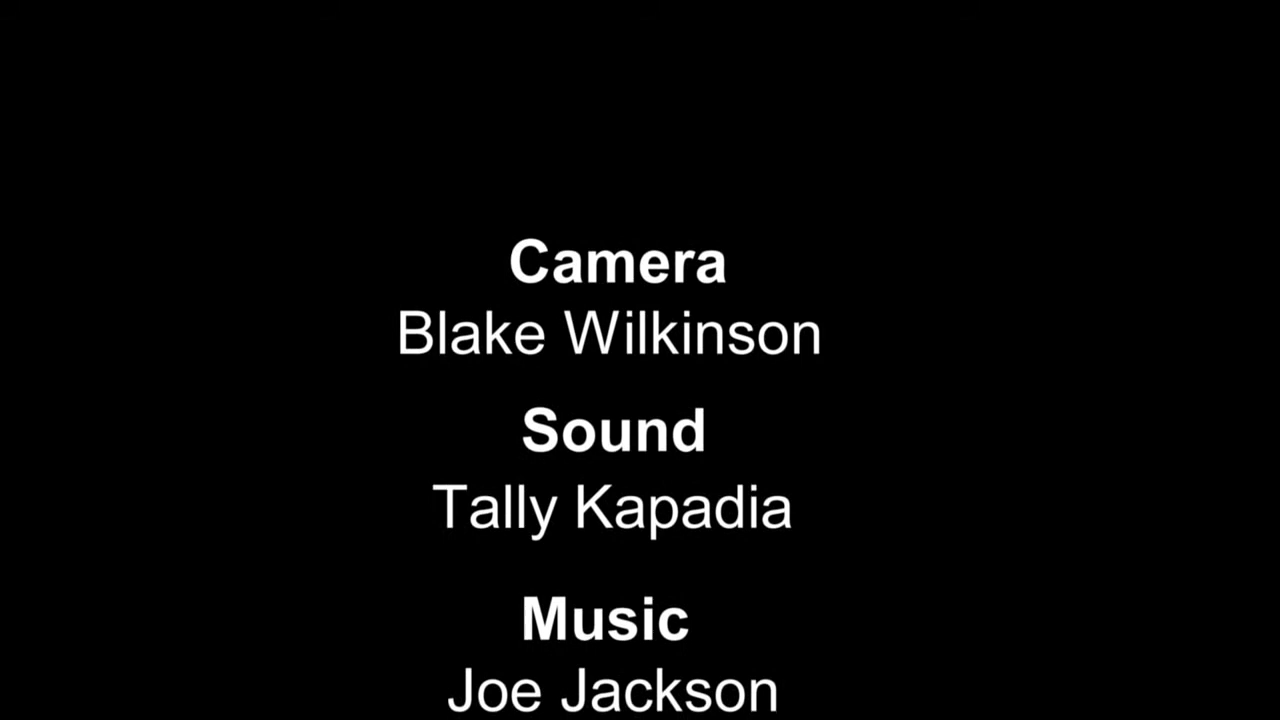 Camera
Blake Wilkinson
Sound
Tally Kapadia
Music
Joe Jackson